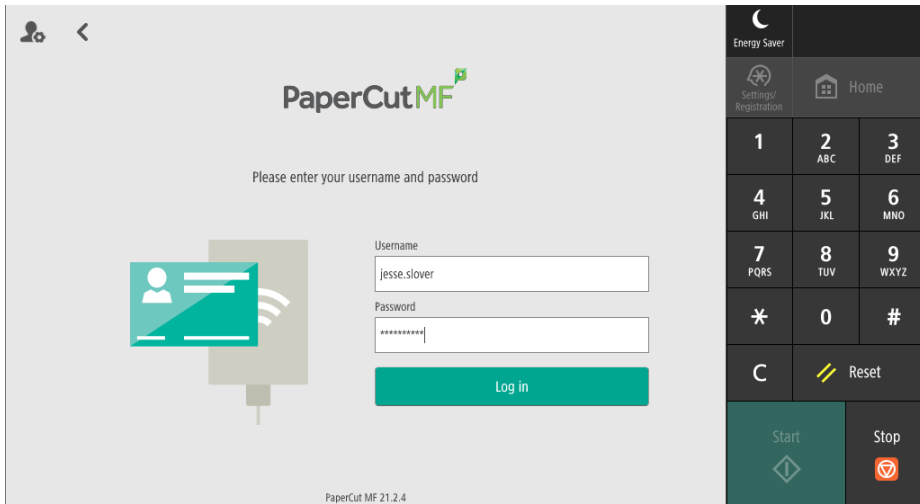 PaperCutMF
Please enter your username and password
Username
jesse.slover
Password
**********
Log in
PaperCut MF 21.2.4
Energy Saver
Settings/
Registration
Home
1
2
ABC
3
DEF
4
GHI
5
JKL
6
MNO
7
PQRS
8
TUV
9
WXYZ
*
0
#
C
Reset
Start
Stop